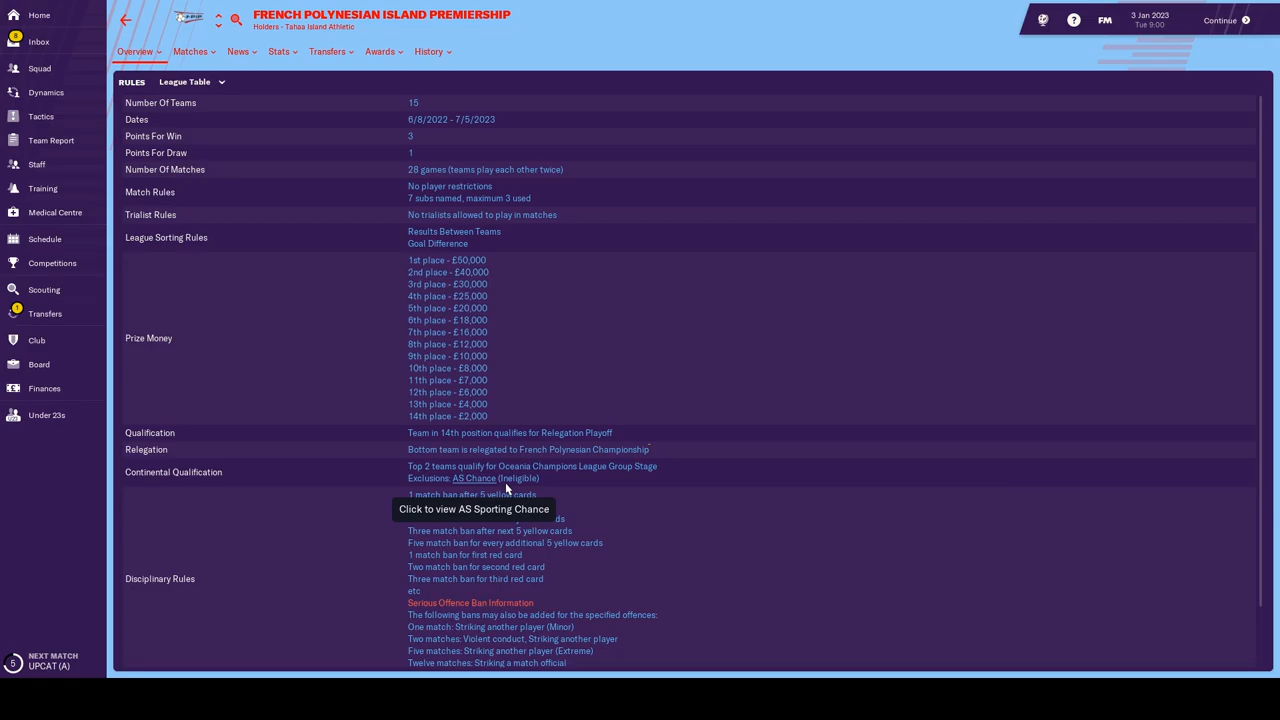 Home
8
Inbox
Squad
Dynamics
Tactics
Team Report
Staff
Training
Medical Centre
Schedule
Competitions
Scouting
1
Transfers
Club
Board
Finances
Under 23s
5
NEXT MATCH
UPCAT (A)
FRENCH POLYNESIAN ISLAND PREMIERSHIP
Holders - Tahaa Island Athletic
? FM
3 Jan 2023
Tue 9:00
Continue
Overview Matches News Stats Transfers Awards History
RULES League Table
Number Of Teams 15
Dates 6/8/2022 - 7/5/2023
Points For Win 3
Points For Draw 1
Number Of Matches 28 games (teams play each other twice)
Match Rules
No player restrictions
7 subs named, maximum 3 used
Trialist Rules No trialists allowed to play in matches
League Sorting Rules
Results Between Teams
Goal Difference
Prize Money
1st place - £50,000
2nd place - £40,000
3rd place - £30,000
4th place - £25,000
5th place - £20,000
6th place - £18,000
7th place - £16,000
8th place - £12,000
9th place - £10,000
10th place - £8,000
11th place - £7,000
12th place - £6,000
13th place - £4,000
14th place - £2,000
Qualification Team in 14th position qualifies for Relegation Playoff
Relegation Bottom team is relegated to French Polynesian Championship
Continental Qualification
Top 2 teams qualify for Oceania Champions League Group Stage
Exclusions: AS Chance (Ineligible)
Disciplinary Rules
1 match ban after 5 yellow cards
Click to view AS Sporting Chance
Three match ban after next 5 yellow cards
Five match ban for every additional 5 yellow cards
1 match ban for first red card
Two match ban for second red card
Three match ban for third red card
etc
Serious Offence Ban Information
The following bans may also be added for the specified offences:
One match: Striking another player (Minor)
Two matches: Violent conduct, Striking another player
Five matches: Striking another player (Extreme)
Twelve matches: Striking a match official